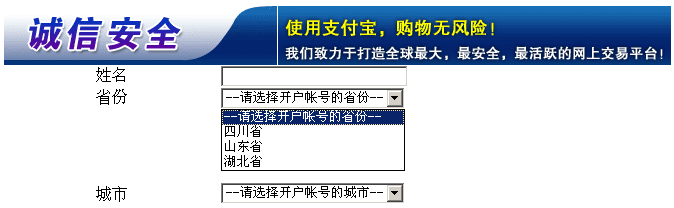 诚信安全
使用支付宝，购物无风险！
我们致力于打造全球最大，最安全，最活跃的网上交易平台！
姓名
省份 --请选择开户帐号的省份--
--请选择开户帐号的省份--
四川省
山东省
湖北省
城市 --请选择开户帐号的城市--